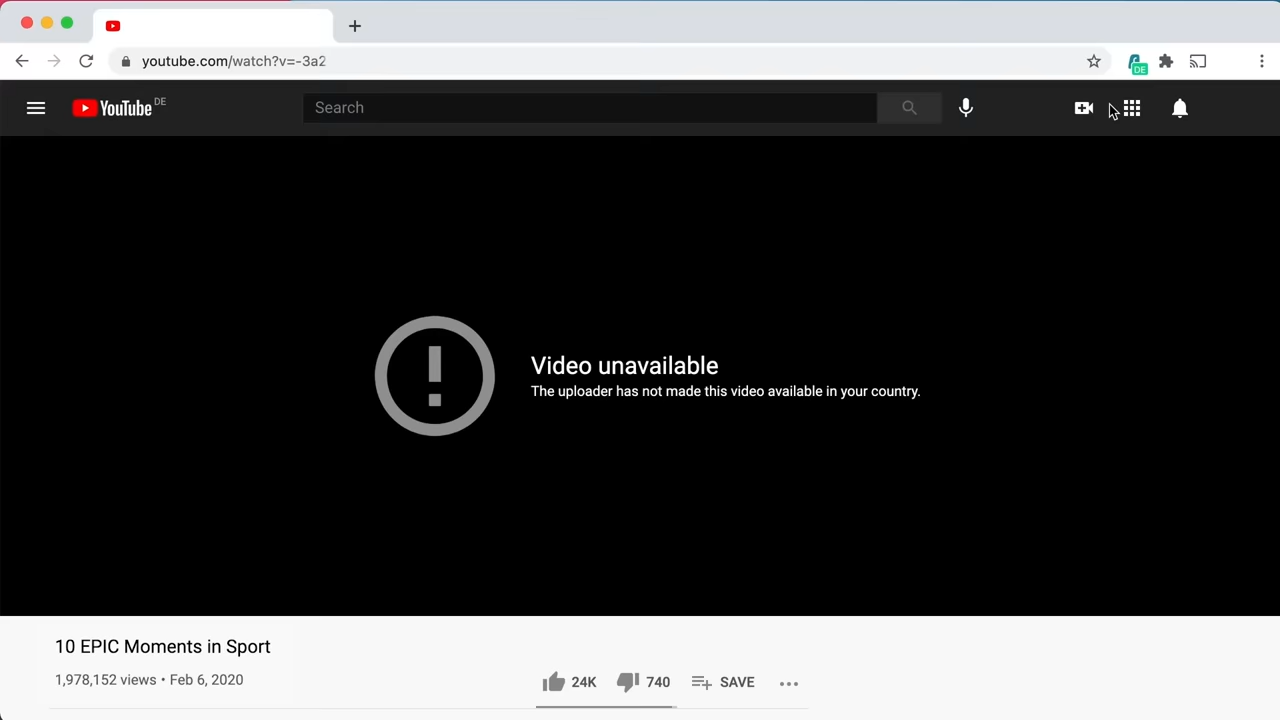 youtube.com/watch?v=-3a2
DE
YouTube DE
Search
Video unavailable
The uploader has not made this video available in your country.
10 EPIC Moments in Sport
1,978,152 views • Feb 6, 2020
24K 740 SAVE